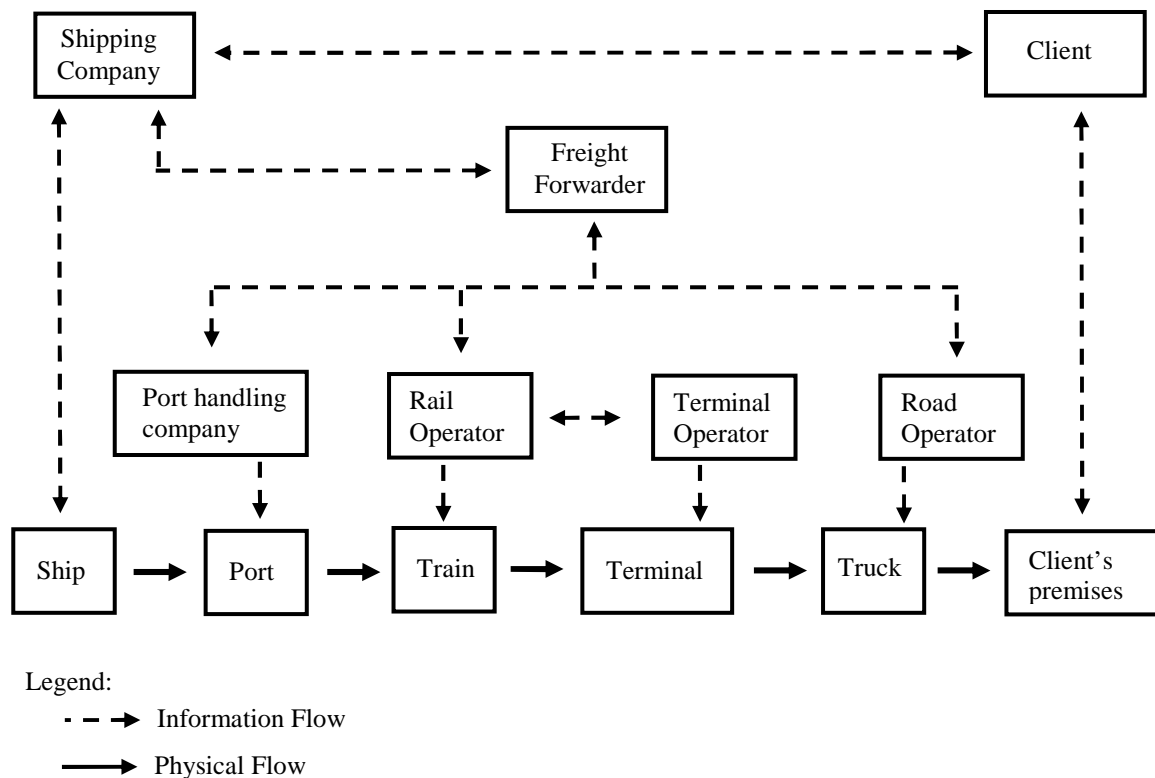 Shipping
Company
Client
Freight
Forwarder
Port handling
company
Rail
Operator
Terminal
Operator
Road
Operator
Ship
Port
Train
Terminal
Truck
Client’s
premises
Legend:
Information Flow
Physical Flow